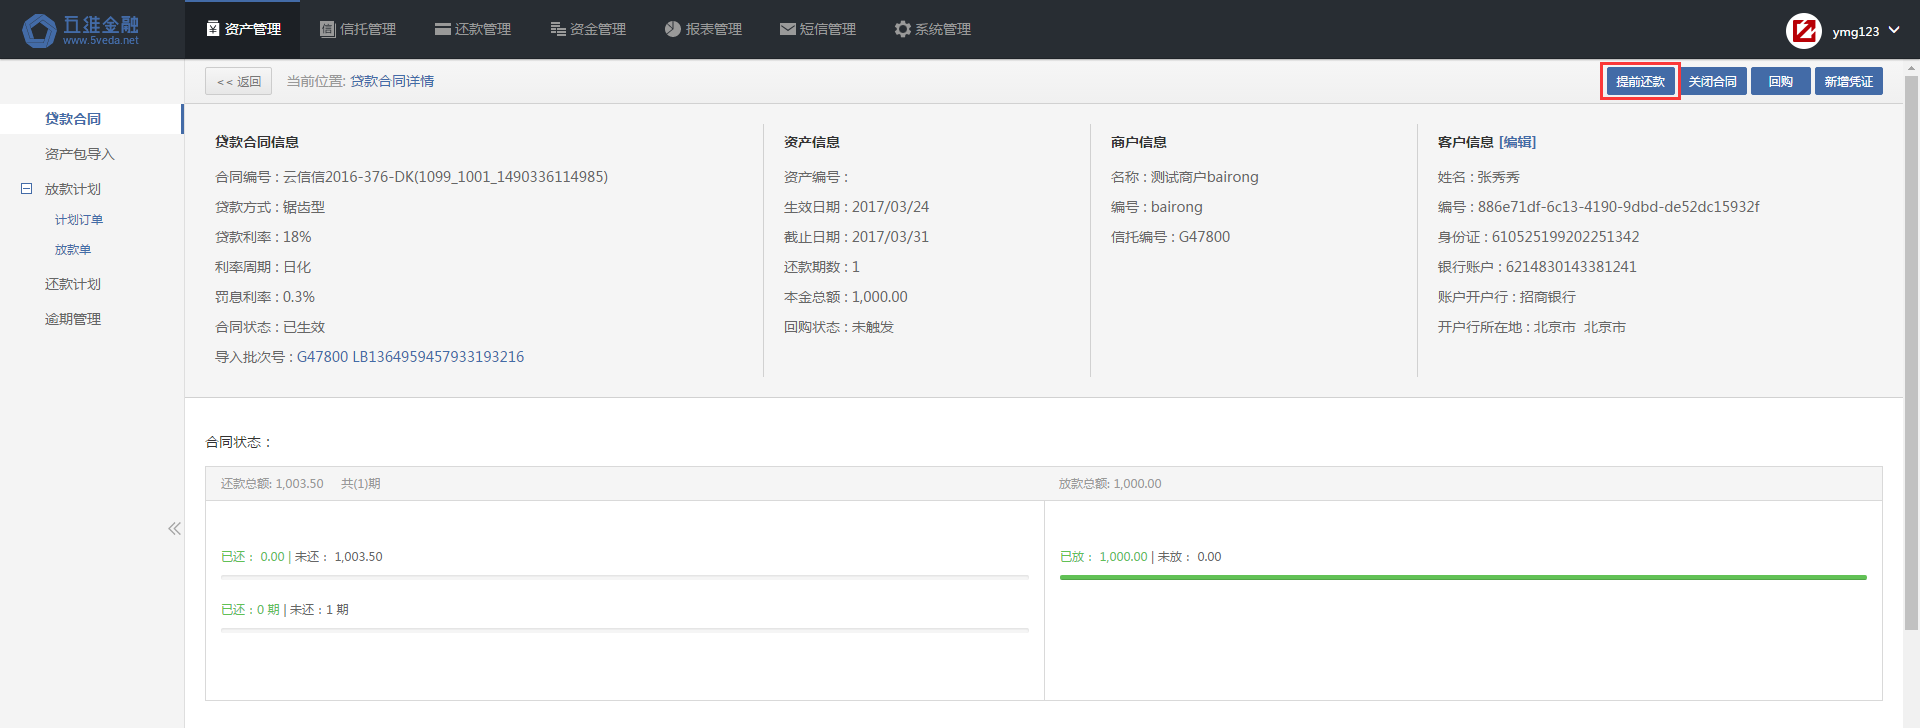 五维金融
www.5veda.net
资产管理
信托管理
还款管理
资金管理
报表管理
短信管理
系统管理
ymg123
<< 返回
当前位置: 贷款合同详情
提前还款
关闭合同
回购
新增凭证
贷款合同
资产包导入
放款计划
计划订单
放款单
还款计划
逾期管理
贷款合同信息
合同编号 : 云信信2016-376-DK(1099_1001_1490336114985)
贷款方式 : 锯齿型
贷款利率 : 18%
利率周期 : 日化
罚息利率 : 0.3%
合同状态 : 已生效
导入批次号 : G47800 LB1364959457933193216
资产信息
资产编号 :
生效日期 : 2017/03/24
截止日期 : 2017/03/31
还款期数 : 1
本金总额 : 1,000.00
回购状态 : 未触发
商户信息
名称 : 测试商户bairong
编号 : bairong
信托编号 : G47800
客户信息 [编辑]
姓名 : 张秀秀
编号 : 886e71df-6c13-4190-9dbd-de52dc15932f
身份证 : 610525199202251342
银行账户 : 6214830143381241
账户开户行 : 招商银行
开户行所在地 : 北京市 北京市
合同状态：
还款总额: 1,003.50 共(1)期
放款总额: 1,000.00
已还： 0.00 | 未还： 1,003.50
已还：0 期 | 未还：1 期
已放： 1,000.00 | 未放： 0.00